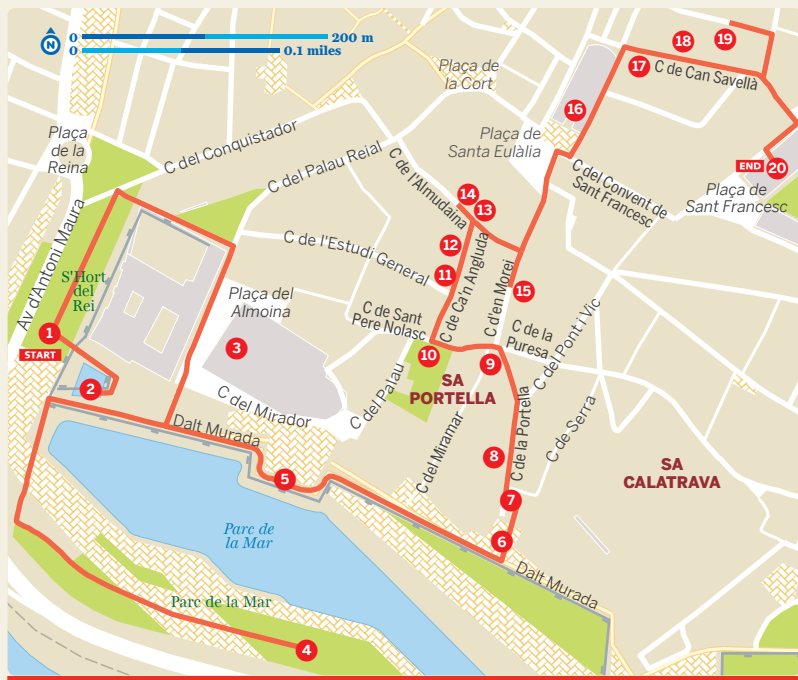 N
0 200 m
0 0.1 miles
18
19
17
C de Can Savellà
Plaça de
la Cort
16
Plaça
de la
Reina
C del Conquistador
Plaça de
Santa Eulàlia
C del Palau Reial
C de l'Almudaina
C del Convent de
Sant Francesc
END
20
Plaça de
Sant Francesc
14
13
12
C de l'Estudi General
11
C de Ca'n Angluda
C d'en Morei
15
Av d'Antoni Maura
S'Hort
del
Rei
Plaça del
Almoina
1
START
2
3
C de Sant
Pere Nolasc
10
9
C de la
Puresa
C del Pont i Vic
SA
PORTELLA
C del Mirador
C del Palau
Dalt Murada
C del Miramar
C de la Portella
C de Serra
8
SA
CALATRAVA
5
7
6
Parc de
la Mar
Dalt Murada
Parc de la Mar
4